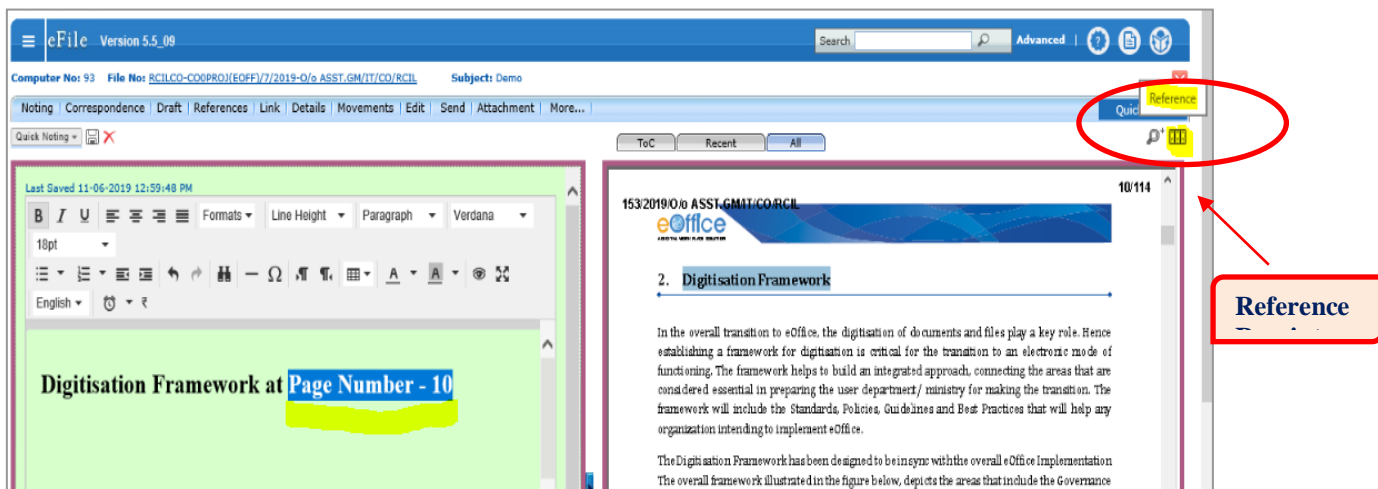 eFile Version 5.5_09
Search
Advanced |
?
Computer No: 93 File No: RCILCO-COOPROJ(EOFF)/7/2019-O/o ASST.GM/IT/CO/RCIL Subject: Demo
Reference
Noting | Correspondence | Draft | References | Link | Details | Movements | Edit | Send | Attachment | More... |
Quick Noting
ToC Recent All
Last Saved 11-06-2019 12:59:48 PM
B I U Formats Line Height Paragraph Verdana
18pt
Ω ¶ ¶ A A
English ₹
Digitisation Framework at Page Number - 10
10/114
153/2019/O/o ASST.GM/IT/CO/RCIL
eOffice
2. Digitisation Framework
In the overall transition to eOffice, the digitisation of documents and files play a key role. Hence
establishing a framework for digitisation is critical for the transition to an electronic mode of
functioning. The framework helps to build an integrated approach, connecting the areas that are
considered essential in preparing the user department/ ministry for making the transition. The
framework will include the Standards, Policies, Guidelines and Best Practices that will help any
organization intending to implement eOffice.
The Digitisation Framework has been designed to be in sync with the overall eOffice Implementation
The overall framework illustrated in the figure below, depicts the areas that include the Governance
Reference